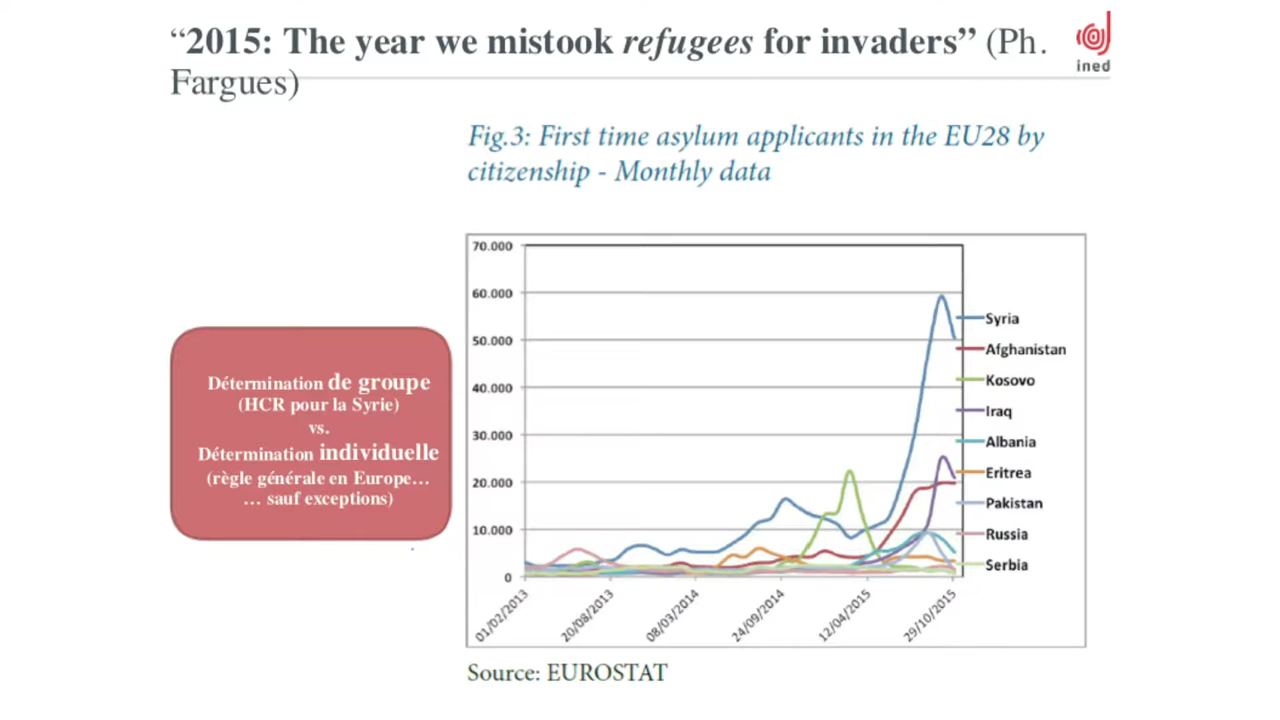 “2015: The year we mistook refugees for invaders” (Ph.
Fargues)
ined
Fig.3: First time asylum applicants in the EU28 by
citizenship - Monthly data
Détermination de groupe
(HCR pour la Syrie)
vs.
Détermination individuelle
(règle générale en Europe…
… sauf exceptions)
70.000
60.000
50.000
40.000
30.000
20.000
10.000
0
01/02/2013
20/08/2013
08/03/2014
24/09/2014
12/04/2015
29/10/2015
Syria
Afghanistan
Kosovo
Iraq
Albania
Eritrea
Pakistan
Russia
Serbia
Source: EUROSTAT